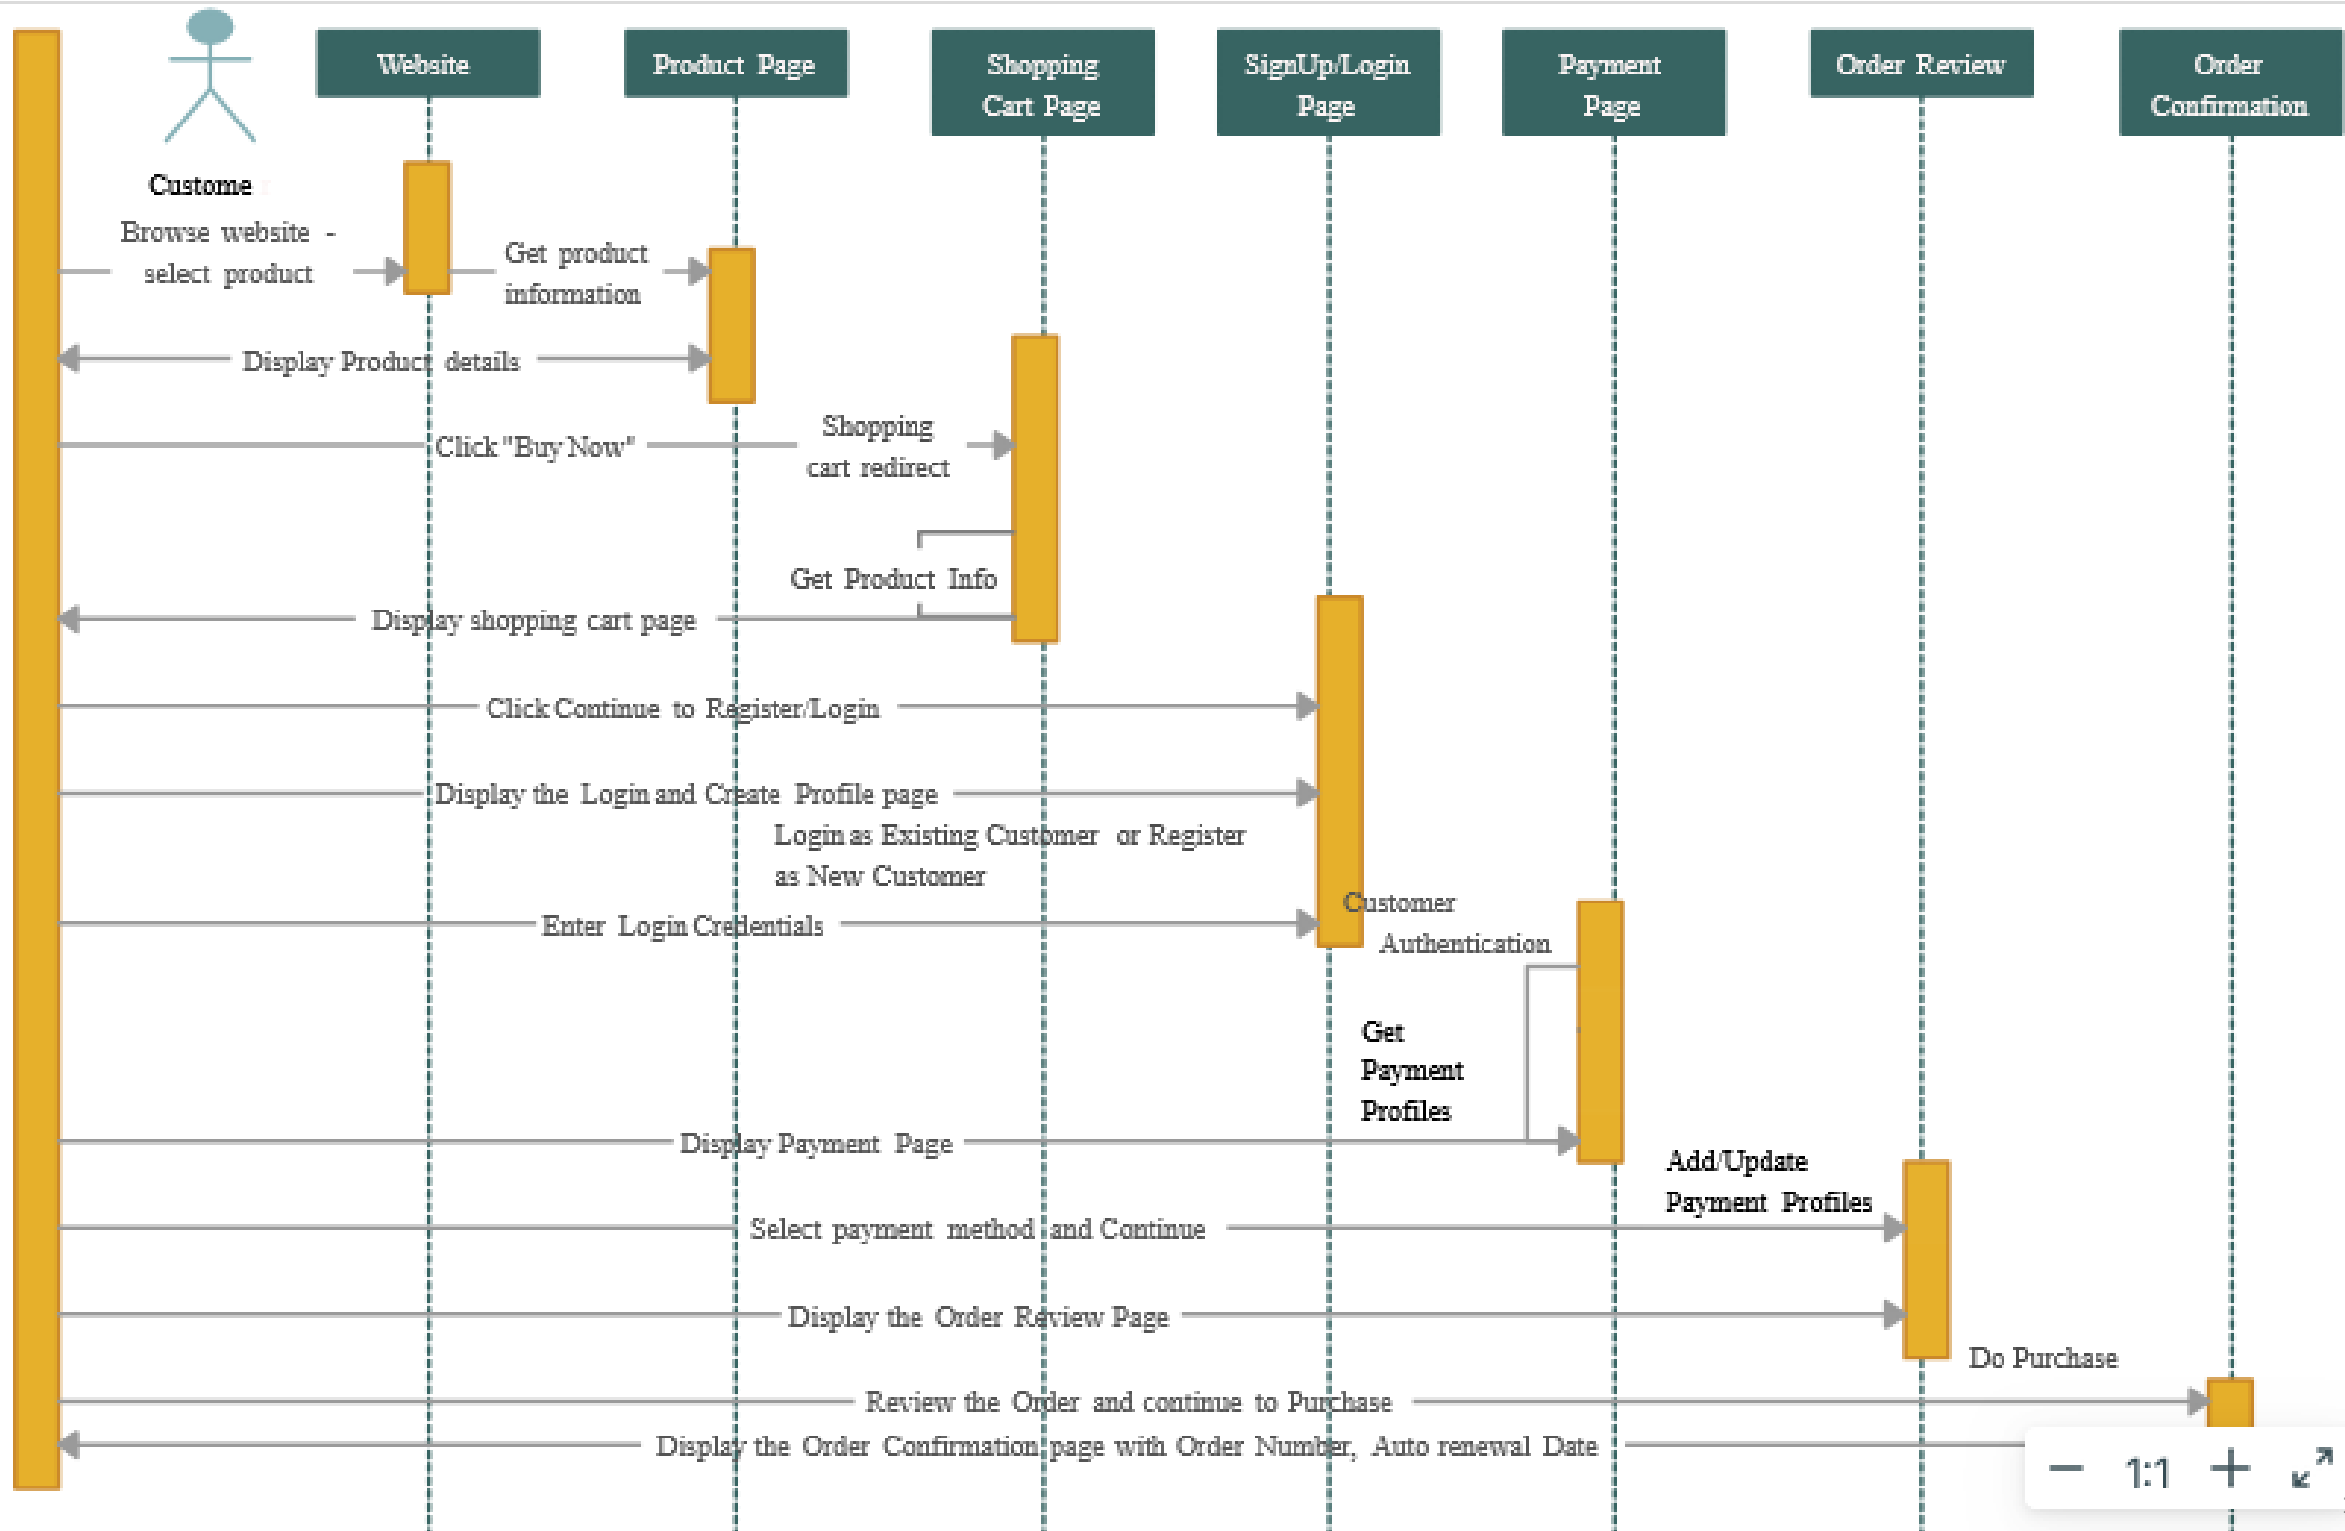 Website
Product Page
Shopping
Cart Page
SignUp/Login
Page
Payment
Page
Order Review
Order
Confirmation
Custome r
Browse website -
select product
Get product
information
Display Product details
Click "Buy Now"
Shopping
cart redirect
Get Product Info
Display shopping cart page
Click Continue to Register/Login
Display the Login and Create Profile page
Login as Existing Customer or Register
as New Customer
Enter Login Credentials
Customer
Authentication
Get
Payment
Profiles
Display Payment Page
Add/Update
Payment Profiles
Select payment method and Continue
Display the Order Review Page
Do Purchase
Review the Order and continue to Purchase
Display the Order Confirmation page with Order Number, Auto renewal Date
1:1